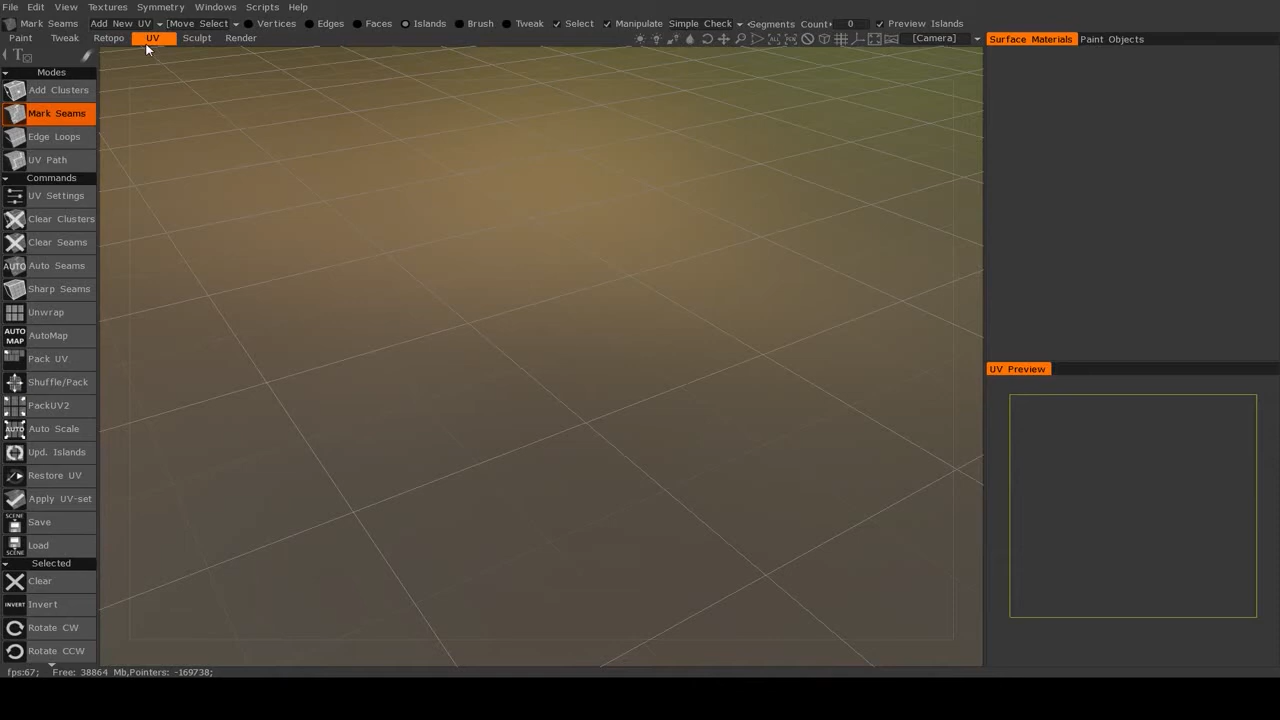 File Edit View Textures Symmetry Windows Scripts Help
Mark Seams Add New UV [Move Select] Vertices Edges Faces Islands Brush Tweak Select Manipulate Simple Check Segments Count: 0 Preview Islands
Paint Tweak Retopo UV Sculpt Render [Camera] Surface Materials Paint Objects
Modes
Add Clusters
Mark Seams
Edge Loops
UV Path
Commands
UV Settings
Clear Clusters
Clear Seams
AUTO Auto Seams
Sharp Seams
Unwrap
AUTO MAP AutoMap
Pack UV
Shuffle/Pack
PackUV2
AUTO Auto Scale
Upd. Islands
Restore UV
Apply UV-set
SCENE Save
Load SCENE
Selected
Clear
INVERT Invert
Rotate CW
Rotate CCW
UV Preview
fps:67; Free: 38864 Mb,Pointers: -169738;